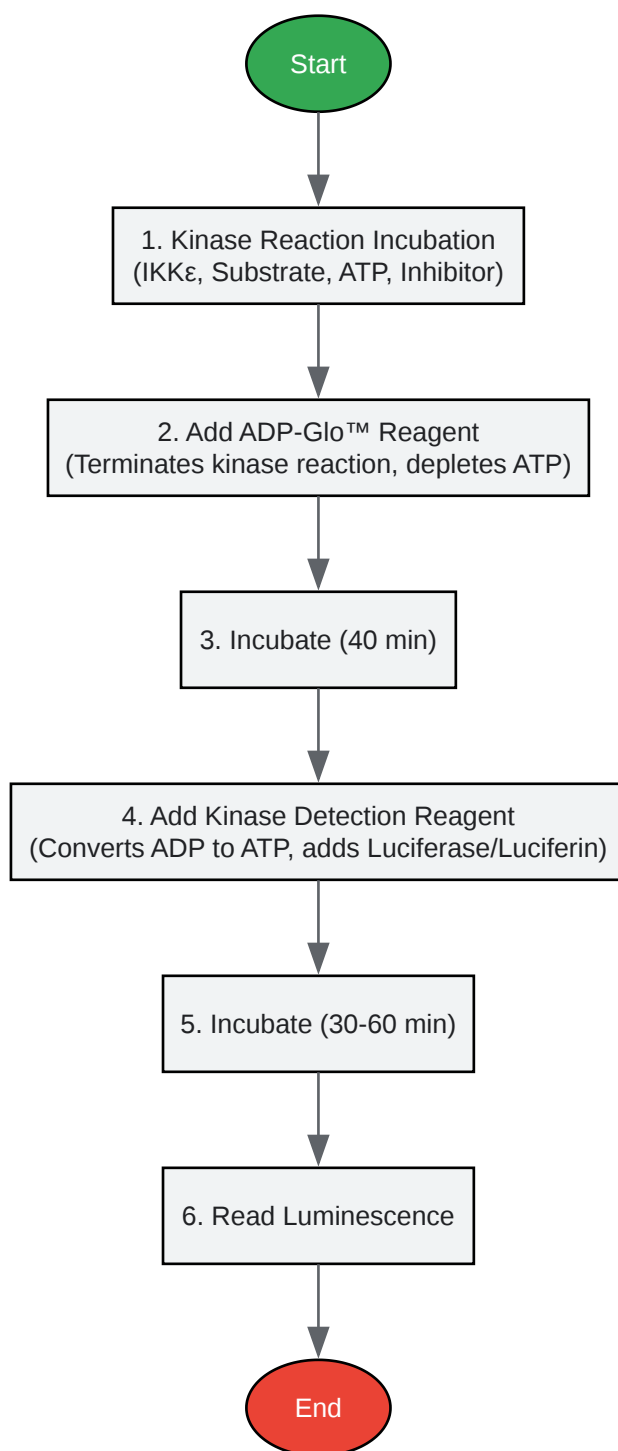 Start
1. Kinase Reaction Incubation
(IKKε, Substrate, ATP, Inhibitor)
2. Add ADP-Glo™ Reagent
(Terminates kinase reaction, depletes ATP)
3. Incubate (40 min)
4. Add Kinase Detection Reagent
(Converts ADP to ATP, adds Luciferase/Luciferin)
5. Incubate (30-60 min)
6. Read Luminescence
End